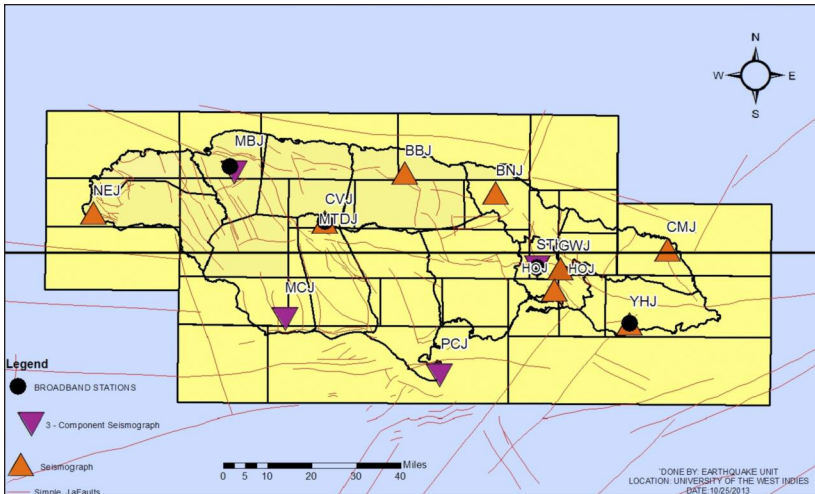 N
W
E
S
MBJ
BBJ
BNJ
NEJ
CVJ
MTDJ
CMJ
GWJ
HOJ
HOJ
MCJ
YHJ
PCJ
Legend
BROADBAND STATIONS
3 - Component Seismograph
Seismograph
Simple_JaFaults
Miles
0 5 10 20 30 40
*DONE BY: EARTHQUAKE UNIT
LOCATION: UNIVERSITY OF THE WEST INDIES
DATE:10/25/2013